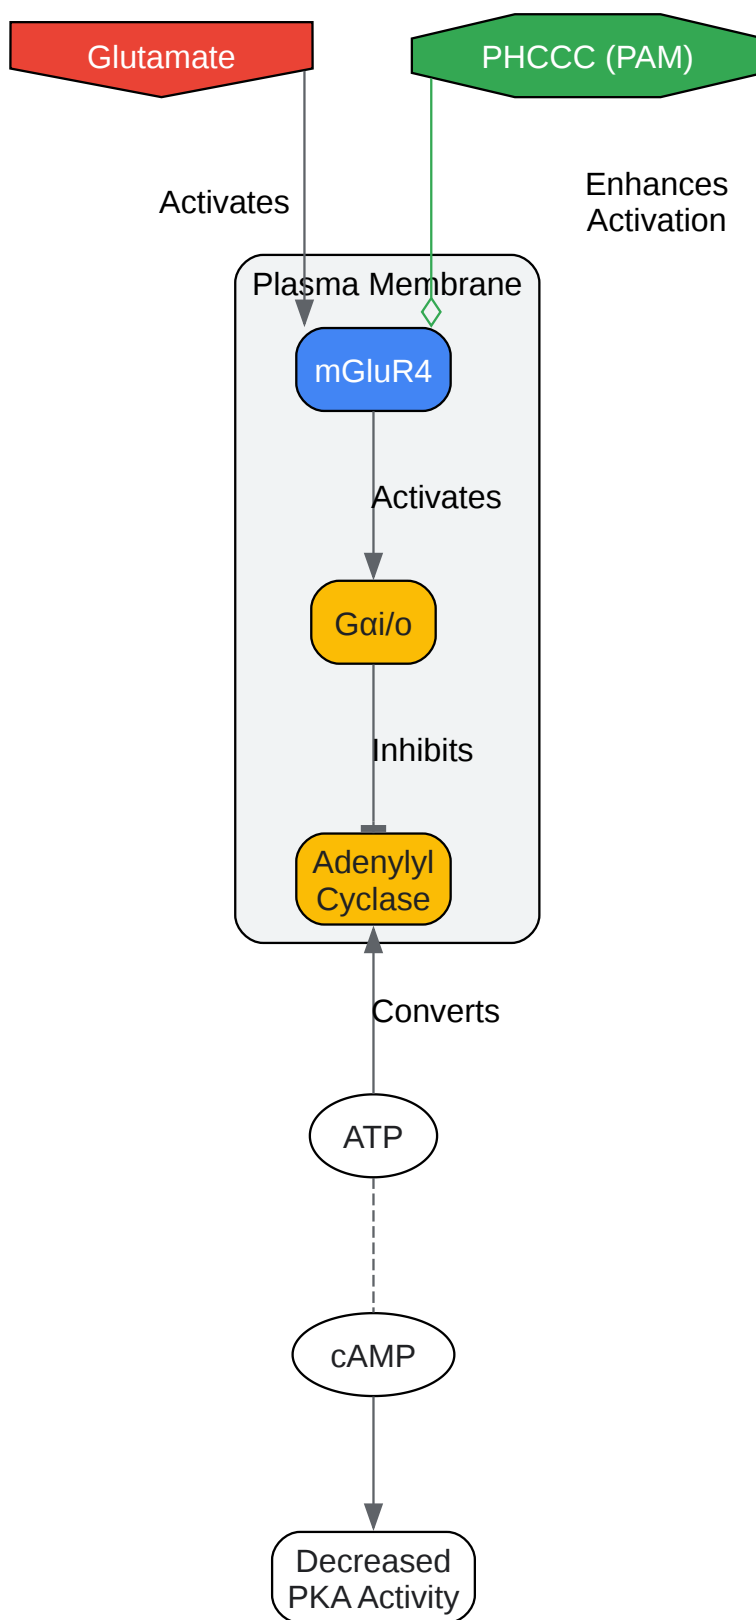 Glutamate
PHCCC (PAM)
Activates
Enhances
Activation
Plasma Membrane
mGluR4
Activates
Gαi/o
Inhibits
Adenylyl
Cyclase
Converts
ATP
cAMP
Decreased
PKA Activity